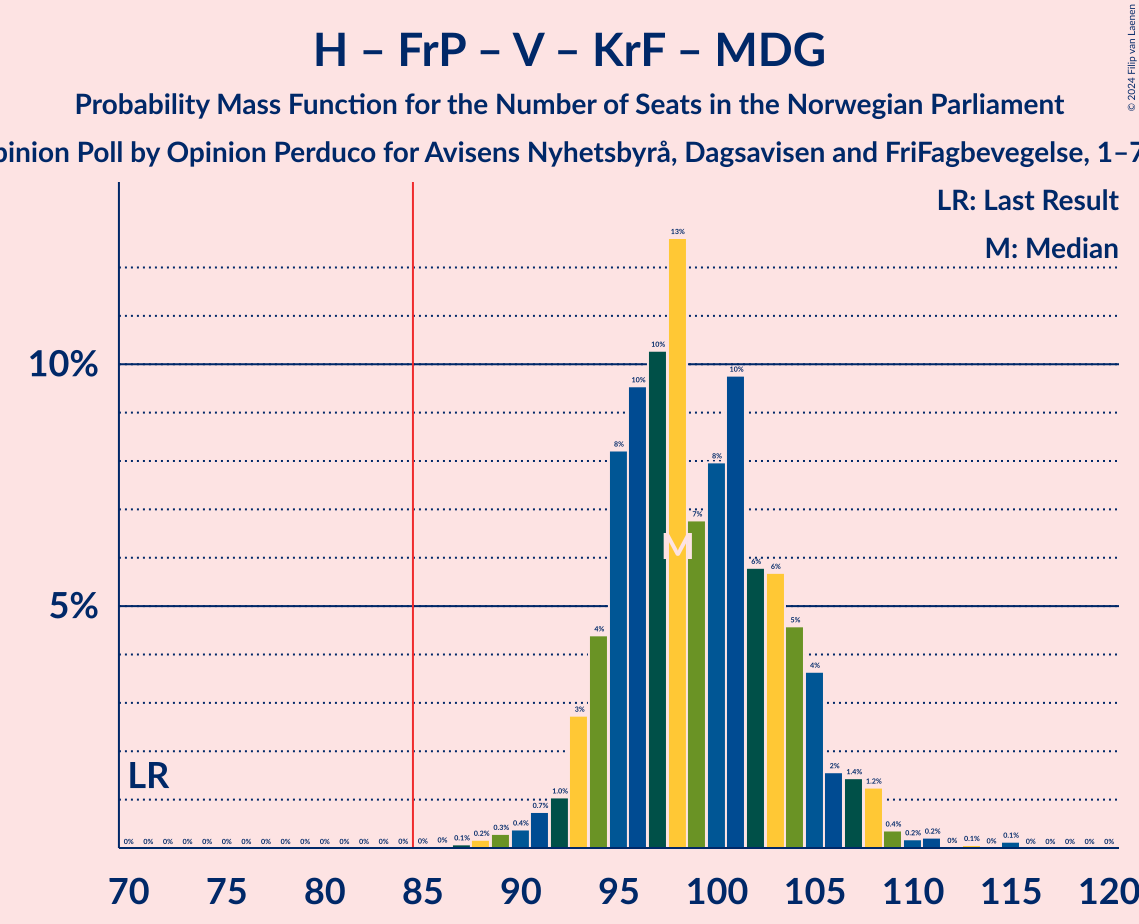 H – FrP – V – KrF – MDG
Probability Mass Function for the Number of Seats in the Norwegian Parliament
Opinion Poll by Opinion Perduco for Avisens Nyhetsbyrå, Dagsavisen and FriFagbevegelse, 1–7
© 2024 Filip van Laenen
LR: Last Result
M: Median
10%
5%
LR
M
0% 0% 0% 0% 0% 0% 0% 0% 0% 0% 0% 0% 0% 0% 0% 0% 0% 0.1% 0.2% 0.3% 0.4% 0.7% 1.0% 3% 4% 8% 10% 10% 13% 7% 8% 10% 6% 6% 5% 4% 2% 1.4% 1.2% 0.4% 0.2% 0.2% 0% 0.1% 0% 0.1% 0% 0% 0% 0% 0%
70 75 80 85 90 95 100 105 110 115 120